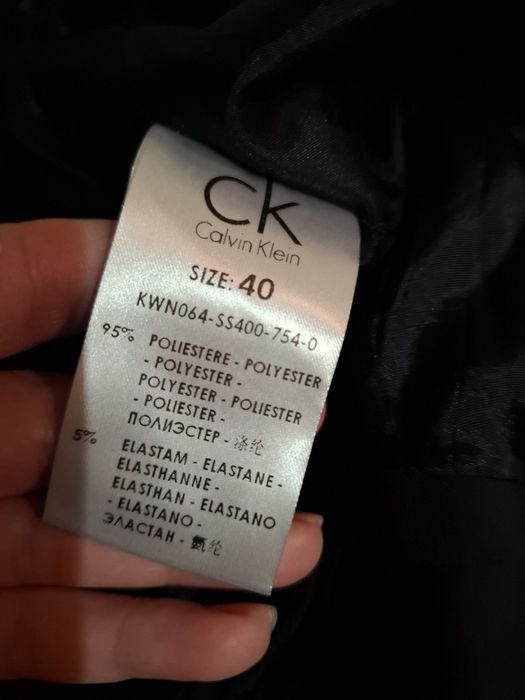 CK
Calvin Klein
SIZE: 40
KWN064-SS400-754-0
95% POLIESTERE - POLYESTER
- POLYESTER -
POLYESTER - POLIESTER
- POLIESTER -
ПОЛИЭСТЕР - 涤纶
5% ELASTAM - ELASTANE -
ELASTHANNE -
ELASTHAN - ELASTANO
- ELASTANO -
ЭЛАСТАН - 氨纶